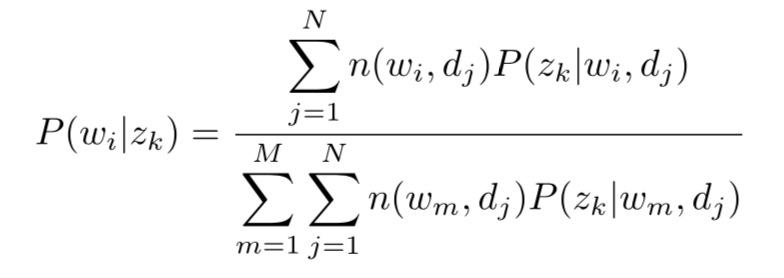 P(w_i|z_k) = \frac{\sum_{j=1}^{N} n(w_i, d_j) P(z_k|w_i, d_j)}{\sum_{m=1}^{M} \sum_{j=1}^{N} n(w_m, d_j) P(z_k|w_m, d_j)}